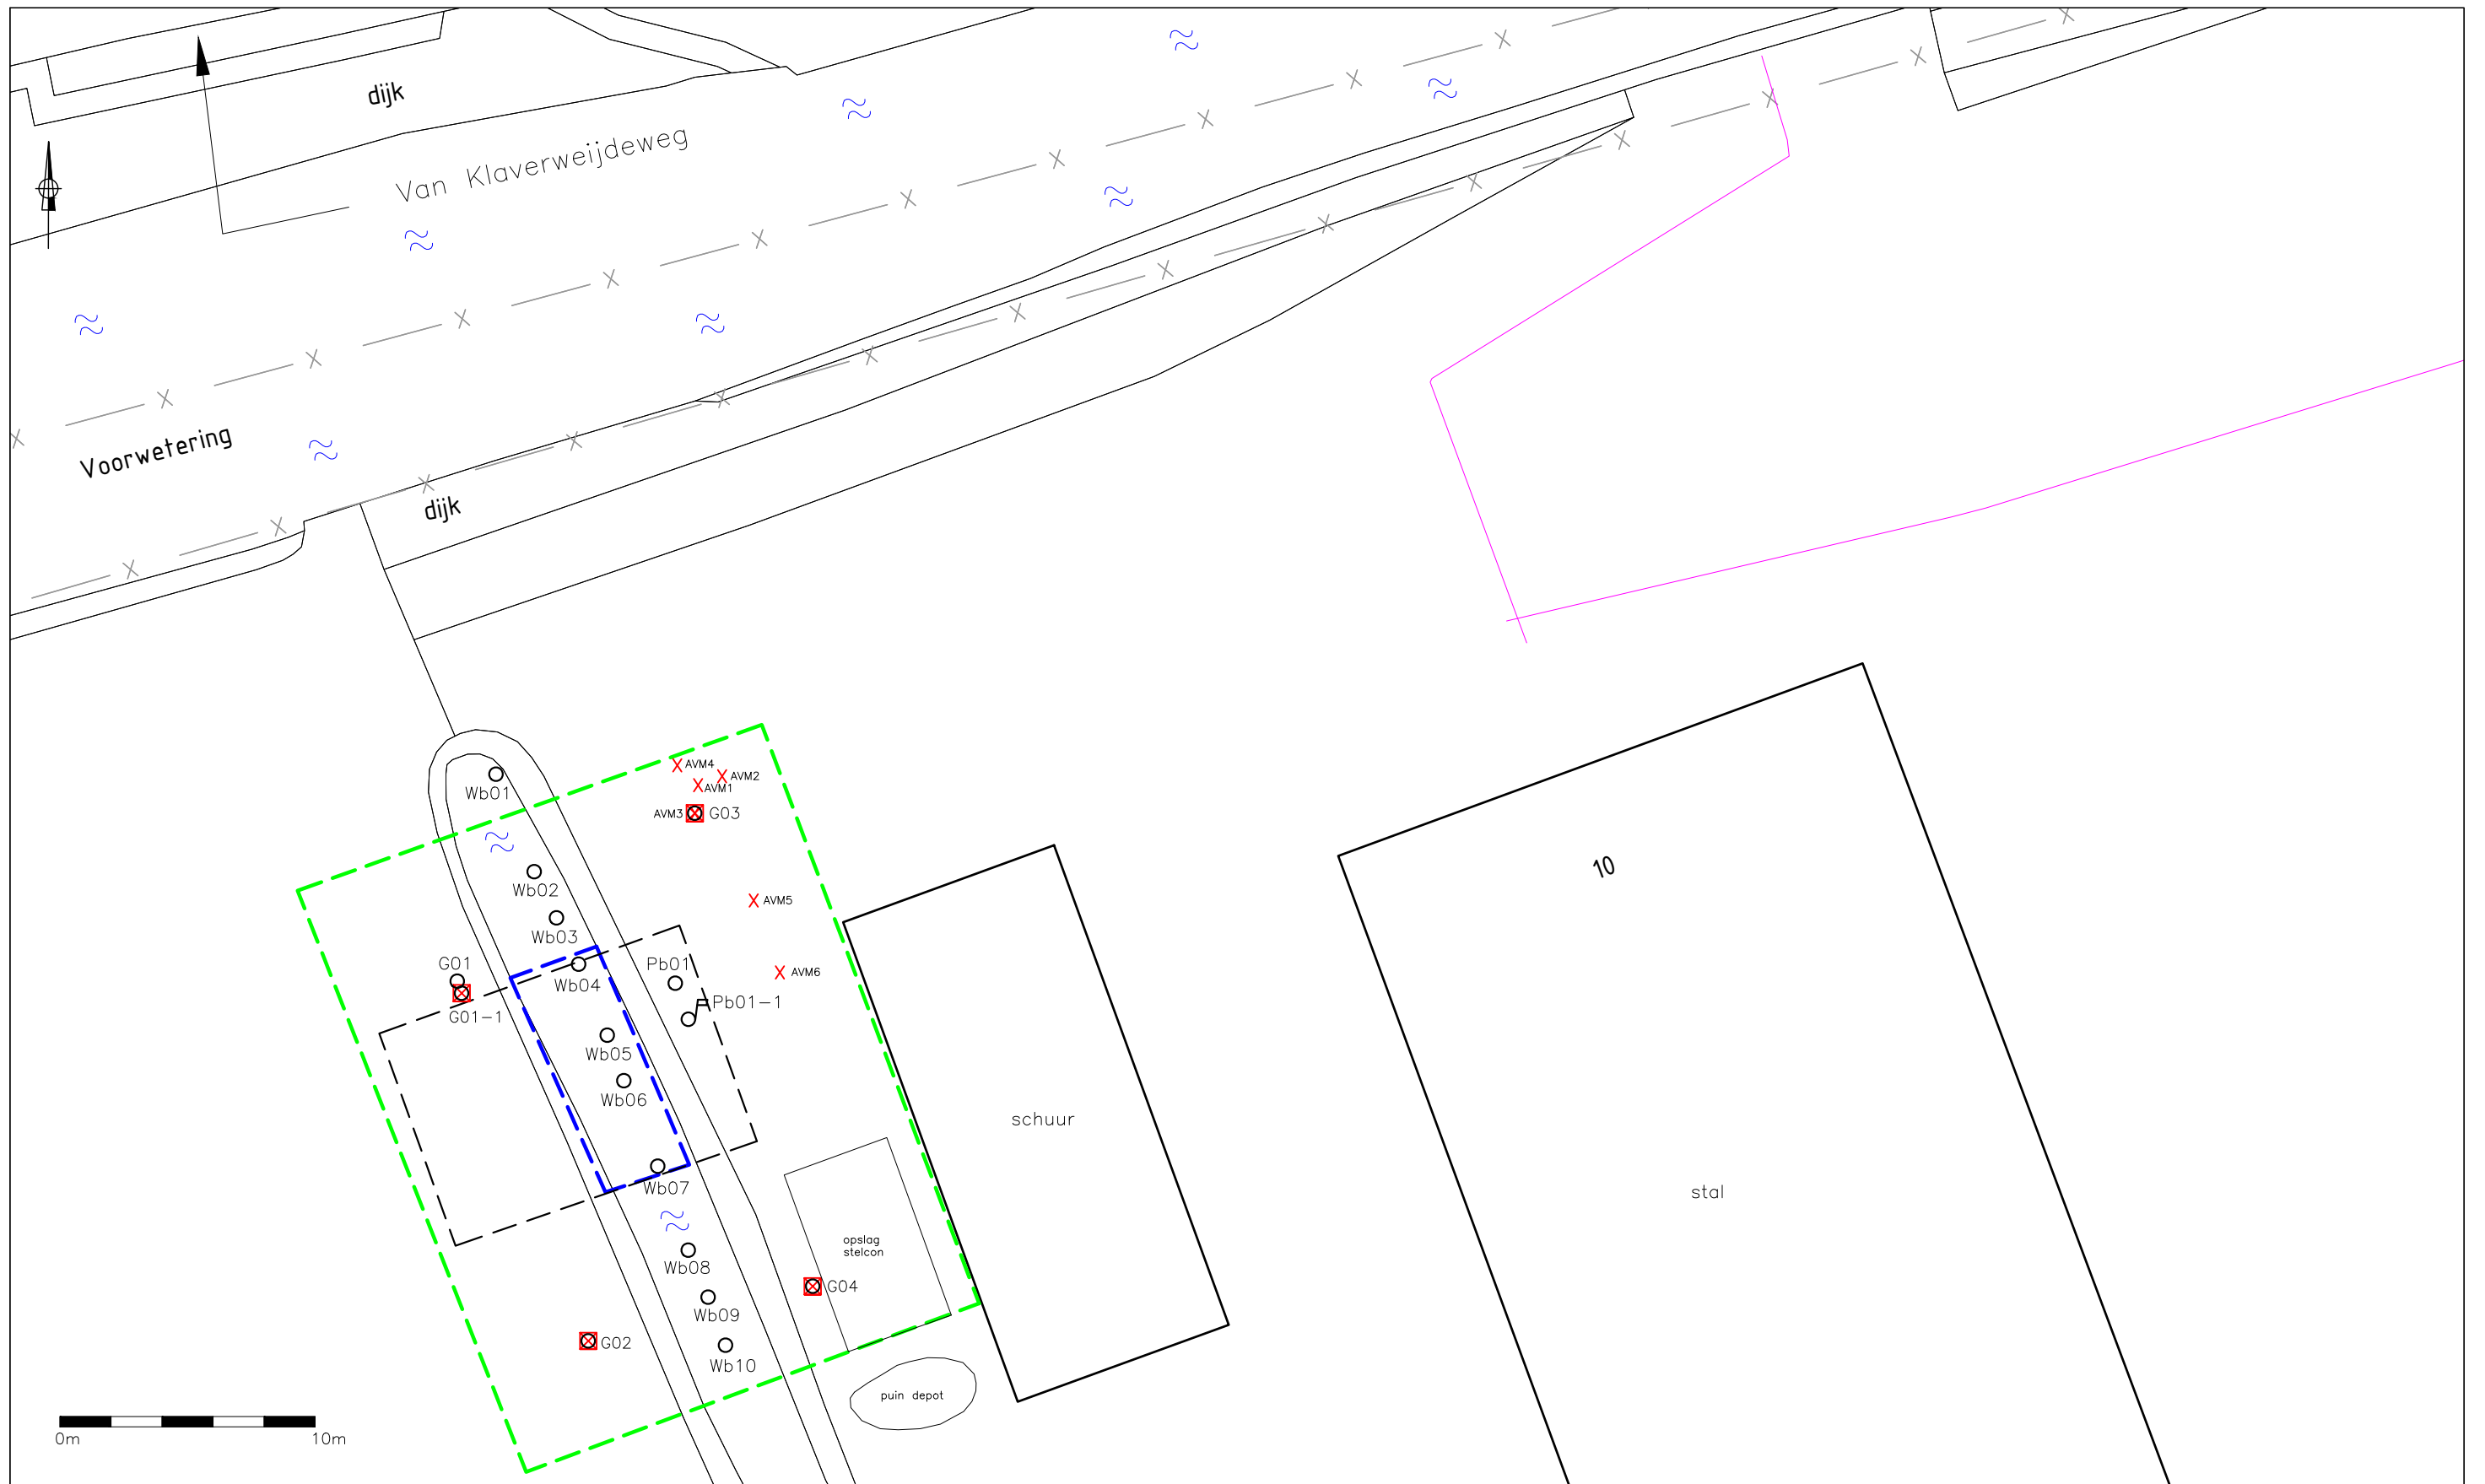 dijk
Van Klaverweijdeweg
Voorwetering
dijk
AVM4
AVM2
AVM1
Wb01
AVM3
G03
10
Wb02
AVM5
Wb03
G01
Pb01
AVM6
Wb04
Pb01-1
G01-1
Wb05
Wb06
schuur
Wb07
stal
opslag
stelcon
Wb08
G04
Wb09
G02
Wb10
puin depot
0m
10m